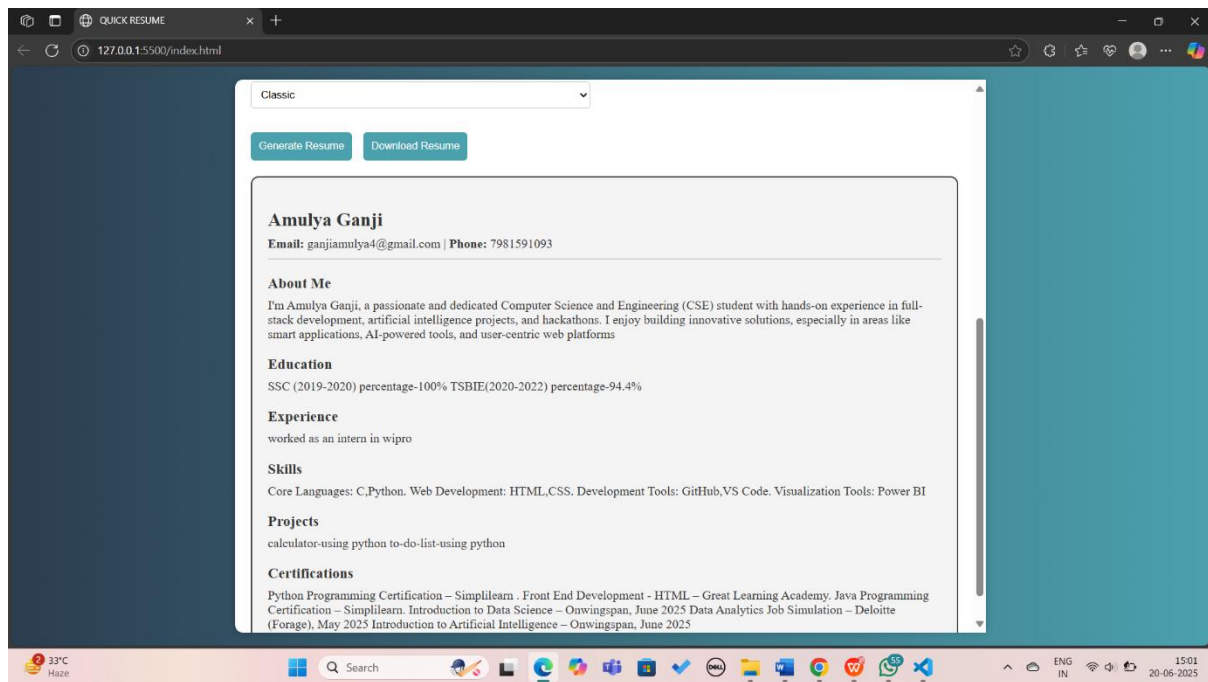 QUICK RESUME
127.0.0.1:5500/index.html
Classic
Generate Resume Download Resume
Amulya Ganji
Email: ganjiamulya4@gmail.com | Phone: 7981591093
About Me
I'm Amulya Ganji, a passionate and dedicated Computer Science and Engineering (CSE) student with hands-on experience in full-
stack development, artificial intelligence projects, and hackathons. I enjoy building innovative solutions, especially in areas like
smart applications, AI-powered tools, and user-centric web platforms
Education
SSC (2019-2020) percentage-100% TSBIE(2020-2022) percentage-94.4%
Experience
worked as an intern in wipro
Skills
Core Languages: C,Python. Web Development: HTML,CSS. Development Tools: GitHub,VS Code. Visualization Tools: Power BI
Projects
calculator-using python to-do-list-using python
Certifications
Python Programming Certification – Simplilearn . Front End Development - HTML – Great Learning Academy. Java Programming
Certification – Simplilearn. Introduction to Data Science – Onwingspan, June 2025 Data Analytics Job Simulation – Deloitte
(Forage), May 2025 Introduction to Artificial Intelligence – Onwingspan, June 2025
2 33°C
Haze
Search
DELL
55
ENG
IN
15:01
20-06-2025